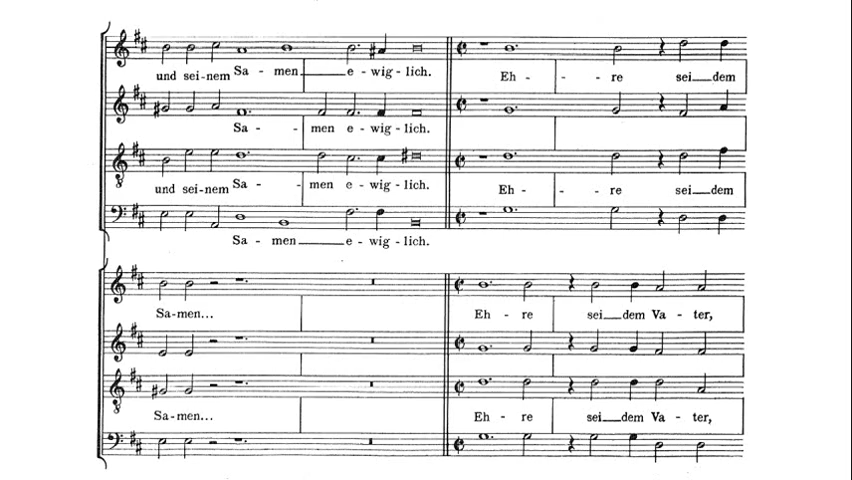 und sei-nem Sa - men e - wig - lich. Eh - - - re sei dem
Sa - - men e - wig - lich.
und sei-nem Sa - - men e - wig - lich. Eh - - - re sei dem
Sa - men e - wig - lich.
Sa-men... Eh - re sei dem Va - ter,
Sa-men... Eh - re sei dem Va - ter,